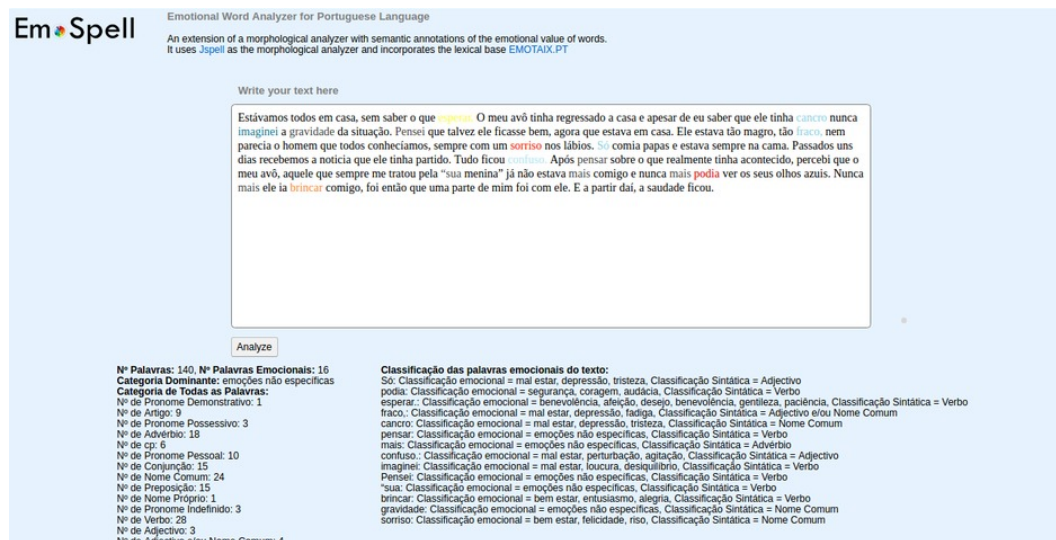 Em Spell
Emotional Word Analyzer for Portuguese Language
An extension of a morphological analyzer with semantic annotations of the emotional value of words.
It uses Jspell as the morphological analyzer and incorporates the lexical base EMOTAIX.PT
Write your text here
Estávamos todos em casa, sem saber o que esperar. O meu avô tinha regressado a casa e apesar de eu saber que ele tinha cancro nunca
imaginei a gravidade da situação. Pensei que talvez ele ficasse bem, agora que estava em casa. Ele estava tão magro, tão fraco, nem
parecia o homem que todos conhecíamos, sempre com um sorriso nos lábios. Só comia papas e estava sempre na cama. Passados uns
dias recebemos a noticia que ele tinha partido. Tudo ficou confuso. Após pensar sobre o que realmente tinha acontecido, percebi que o
meu avô, aquele que sempre me tratou pela “sua menina” já não estava mais comigo e nunca mais podia ver os seus olhos azuis. Nunca
mais ele ia brincar comigo, foi então que uma parte de mim foi com ele. E a partir daí, a saudade ficou.
Analyze
Nº Palavras: 140, Nº Palavras Emocionais: 16
Categoria Dominante: emoções não específicas
Categoria de Todas as Palavras:
Nº de Pronome Demonstrativo: 1
Nº de Artigo: 9
Nº de Pronome Possessivo: 3
Nº de Advérbio: 18
Nº de cp: 6
Nº de Pronome Pessoal: 10
Nº de Conjunção: 15
Nº de Nome Comum: 24
Nº de Preposição: 15
Nº de Nome Próprio: 1
Nº de Pronome Indefinido: 3
Nº de Verbo: 28
Nº de Adjectivo: 3
Nº de Adjectivo e/ou Nome Comum: 4
Classificação das palavras emocionais do texto:
Só: Classificação emocional = mal estar, depressão, tristeza, Classificação Sintática = Adjectivo
podia: Classificação emocional = segurança, coragem, audácia, Classificação Sintática = Verbo
esperar.: Classificação emocional = benevolência, afeição, desejo, benevolência, gentileza, paciência, Classificação Sintática = Verbo
fraco,: Classificação emocional = mal estar, depressão, fadiga, Classificação Sintática = Adjectivo e/ou Nome Comum
cancro: Classificação emocional = mal estar, depressão, tristeza, Classificação Sintática = Nome Comum
pensar: Classificação emocional = emoções não específicas, Classificação Sintática = Verbo
mais: Classificação emocional = emoções não específicas, Classificação Sintática = Advérbio
confuso.: Classificação emocional = mal estar, perturbação, agitação, Classificação Sintática = Adjectivo
imaginei: Classificação emocional = mal estar, loucura, desiquilíbrio, Classificação Sintática = Verbo
Pensei: Classificação emocional = emoções não específicas, Classificação Sintática = Verbo
“sua: Classificação emocional = emoções não específicas, Classificação Sintática = Verbo
brincar: Classificação emocional = bem estar, entusiasmo, alegria, Classificação Sintática = Verbo
gravidade: Classificação emocional = emoções não específicas, Classificação Sintática = Nome Comum
sorriso: Classificação emocional = bem estar, felicidade, riso, Classificação Sintática = Nome Comum